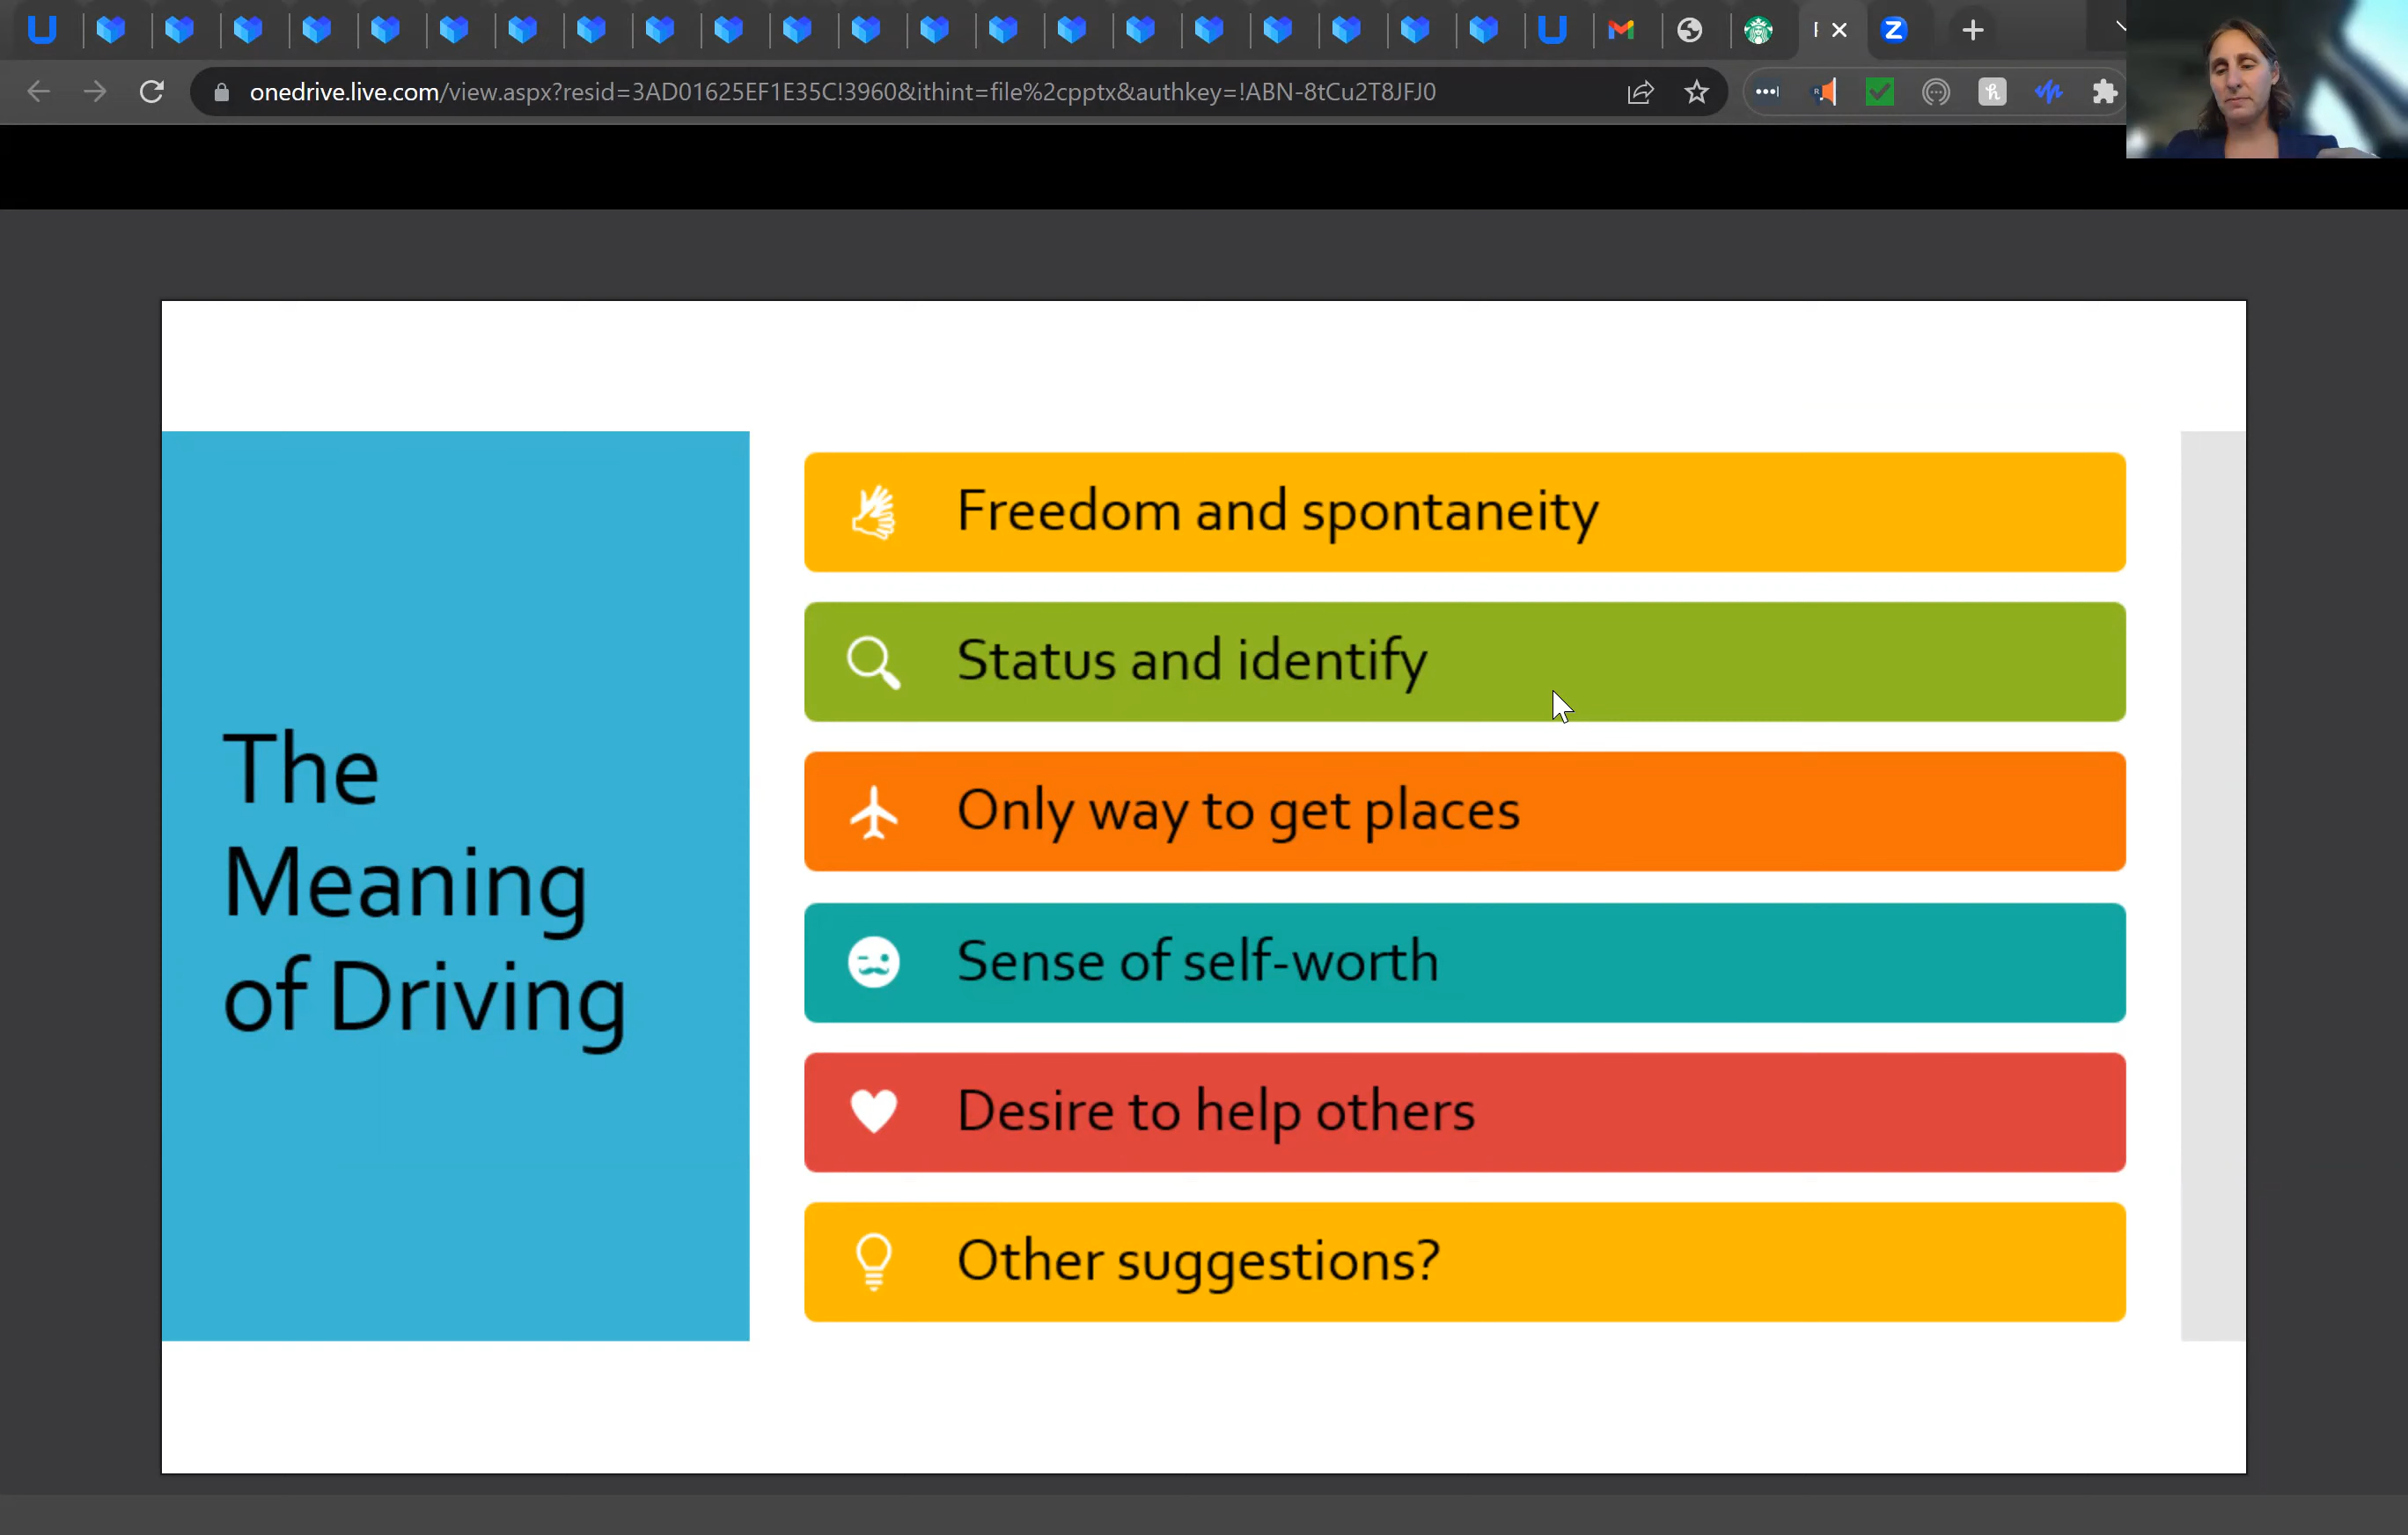 onedrive.live.com/view.aspx?resid=3AD01625EF1E35C!3960&ithint=file%2cpptx&authkey=!ABN-8tCu2T8JFJ0
The
Meaning
of Driving
Freedom and spontaneity
Status and identify
Only way to get places
Sense of self-worth
Desire to help others
Other suggestions?